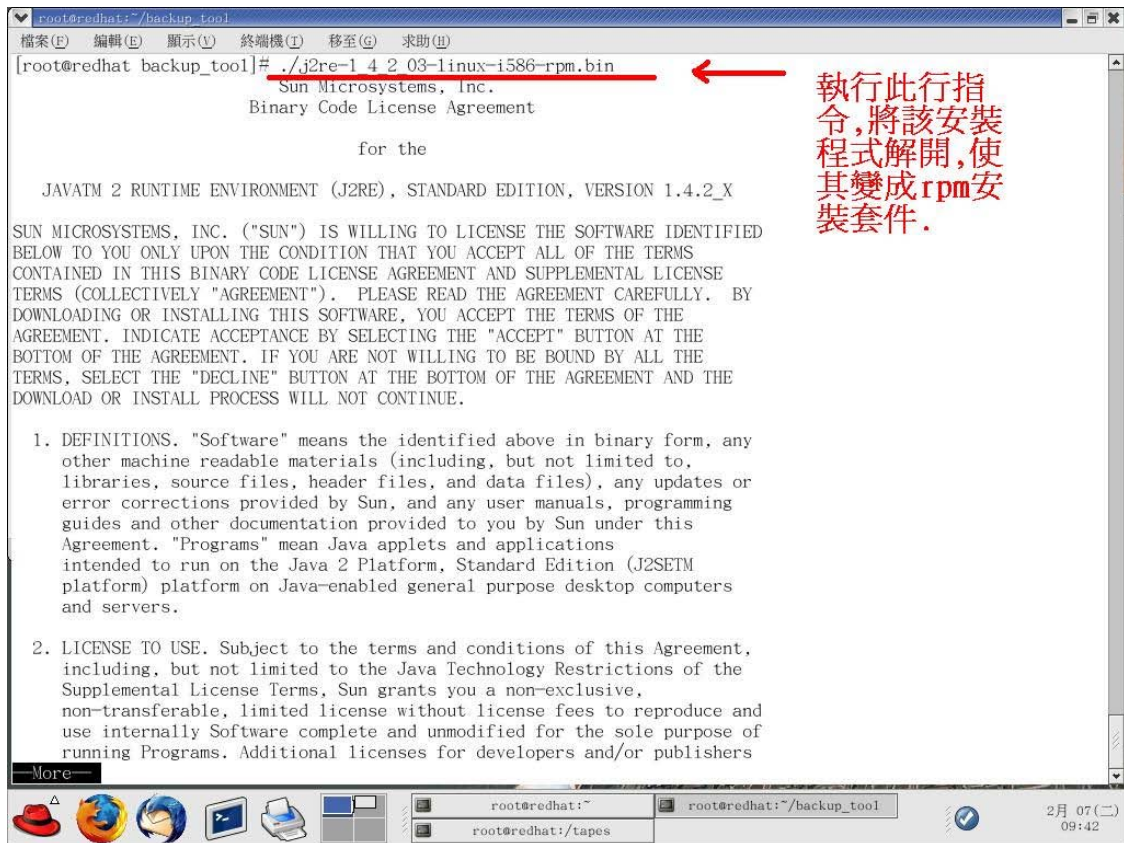 root@redhat:~/backup_tool
檔案(F) 編輯(E) 顯示(V) 終端機(T) 移至(G) 求助(H)
[root@redhat backup_tool]# ./j2re-1_4_2_03-linux-i586-rpm.bin
Sun Microsystems, Inc.
Binary Code License Agreement
for the
JAVATM 2 RUNTIME ENVIRONMENT (J2RE), STANDARD EDITION, VERSION 1.4.2_X
SUN MICROSYSTEMS, INC. ("SUN") IS WILLING TO LICENSE THE SOFTWARE IDENTIFIED
BELOW TO YOU ONLY UPON THE CONDITION THAT YOU ACCEPT ALL OF THE TERMS
CONTAINED IN THIS BINARY CODE LICENSE AGREEMENT AND SUPPLEMENTAL LICENSE
TERMS (COLLECTIVELY "AGREEMENT").  PLEASE READ THE AGREEMENT CAREFULLY.  BY
DOWNLOADING OR INSTALLING THIS SOFTWARE, YOU ACCEPT THE TERMS OF THE
AGREEMENT. INDICATE ACCEPTANCE BY SELECTING THE "ACCEPT" BUTTON AT THE
BOTTOM OF THE AGREEMENT. IF YOU ARE NOT WILLING TO BE BOUND BY ALL THE
TERMS, SELECT THE "DECLINE" BUTTON AT THE BOTTOM OF THE AGREEMENT AND THE
DOWNLOAD OR INSTALL PROCESS WILL NOT CONTINUE.
1. DEFINITIONS. "Software" means the identified above in binary form, any
other machine readable materials (including, but not limited to,
libraries, source files, header files, and data files), any updates or
error corrections provided by Sun, and any user manuals, programming
guides and other documentation provided to you by Sun under this
Agreement. "Programs" mean Java applets and applications
intended to run on the Java 2 Platform, Standard Edition (J2SETM
platform) platform on Java-enabled general purpose desktop computers
and servers.
2. LICENSE TO USE. Subject to the terms and conditions of this Agreement,
including, but not limited to the Java Technology Restrictions of the
Supplemental License Terms, Sun grants you a non-exclusive,
non-transferable, limited license without license fees to reproduce and
use internally Software complete and unmodified for the sole purpose of
running Programs. Additional licenses for developers and/or publishers
--More--
執行此行指
令,將該安裝
程式解開,使
其變成rpm安
裝套件.
root@redhat:~
root@redhat:~/backup_tool
root@redhat:/tapes
2月 07(二)
09:42